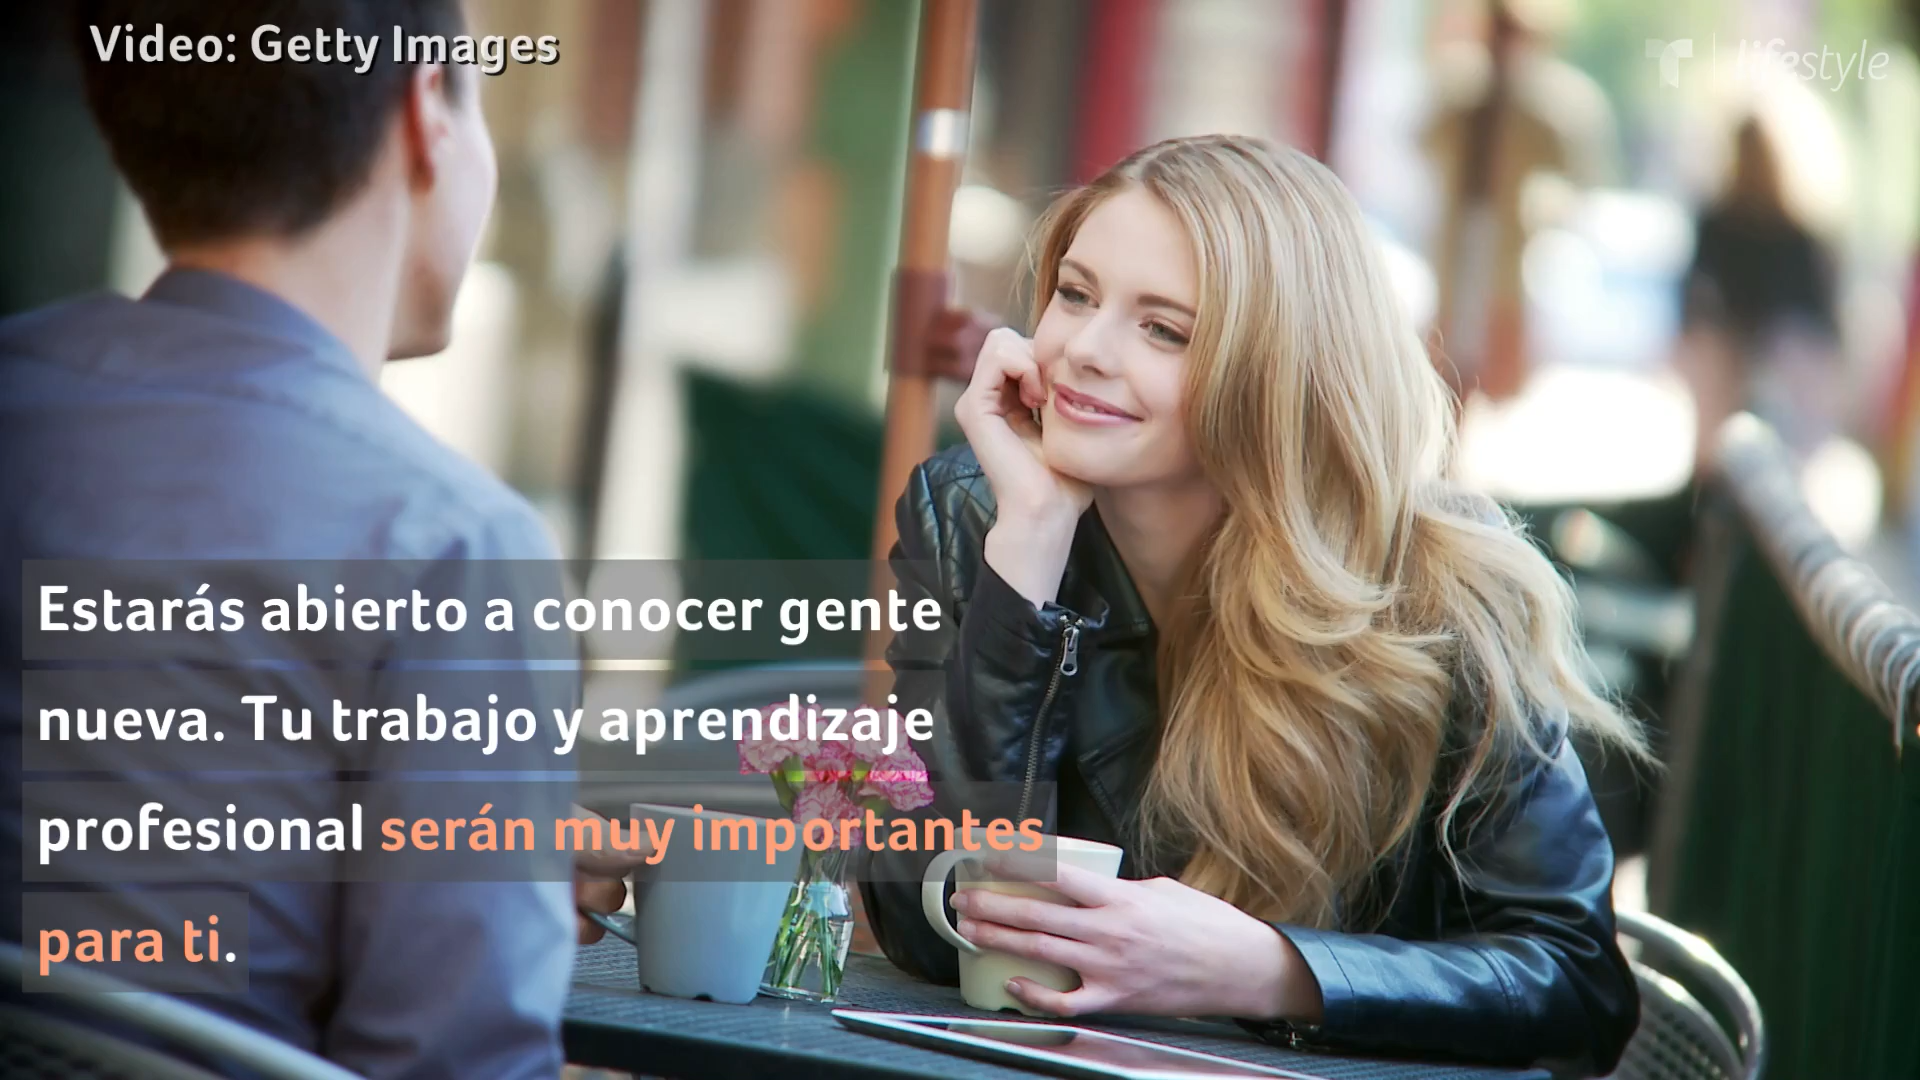 Video: Getty Images
lifestyle
Estarás abierto a conocer gente
nueva. Tu trabajo y aprendizaje
profesional serán muy importantes
para ti.